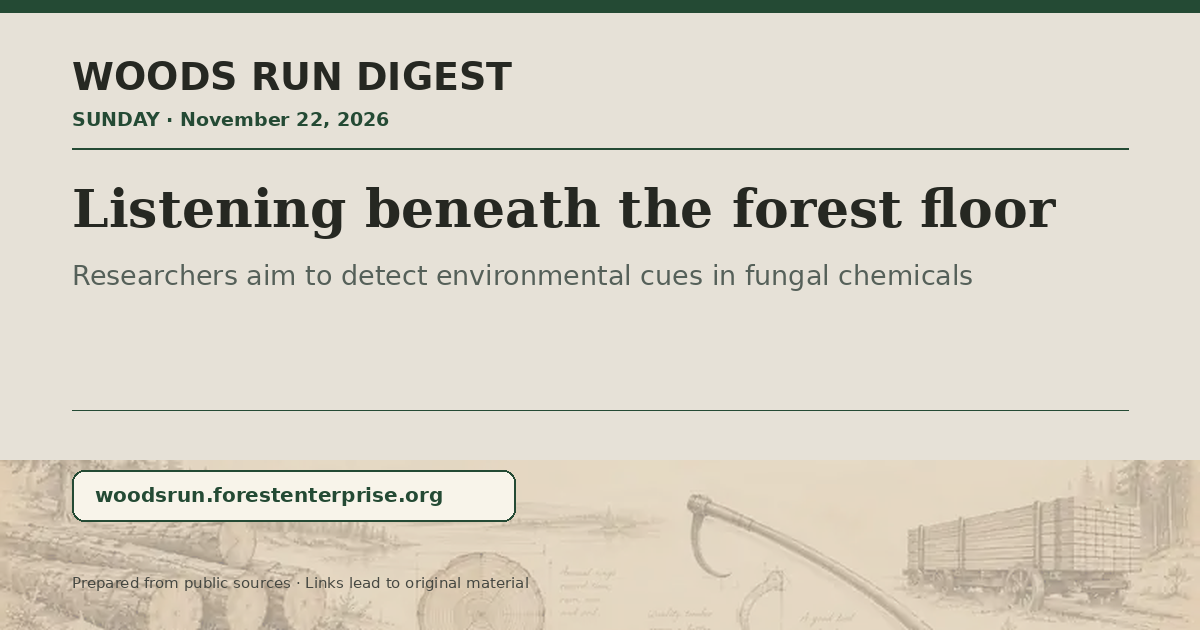 WOODS RUN DIGEST
SUNDAY · November 22, 2026
Listening beneath the forest floor
Researchers aim to detect environmental cues in fungal chemicals
woodsrun.forestenterprise.org
Prepared from public sources · Links lead to original material